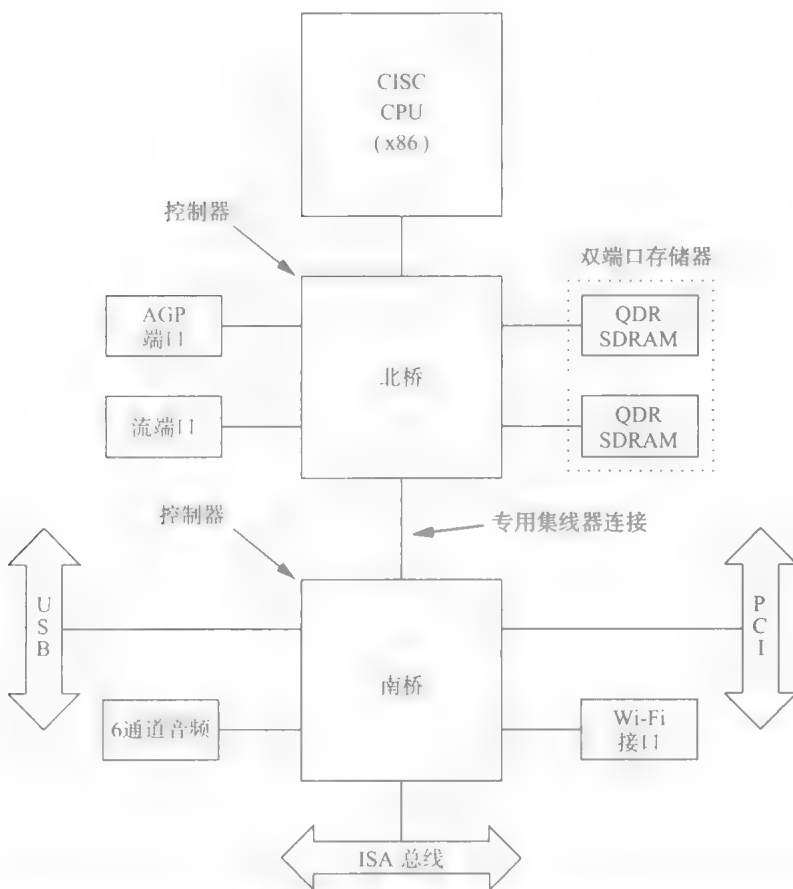 CISC
CPU
(x86)
控制器
双端口存储器
AGP
端口
QDR
SDRAM
北桥
流端口
QDR
SDRAM
控制器
专用集线器连接
U
S
B
P
C
I
南桥
6通道音频
Wi-Fi
接口
ISA 总线